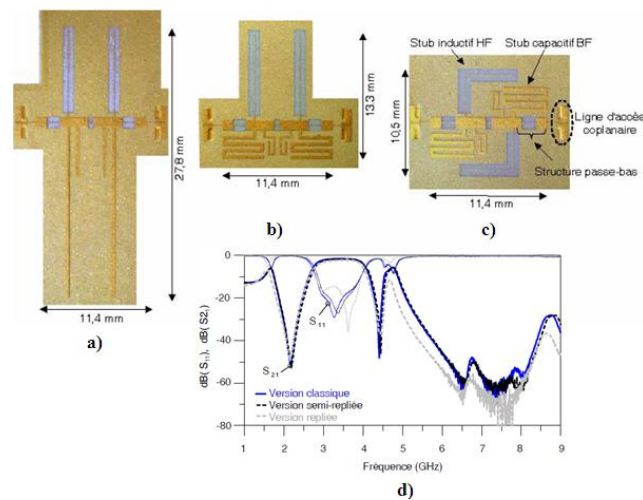 27,8 mm
11,4 mm
a)
13.3 mm
11,4 mm
b)
Stub inductif HF
Stub capacitif BF
10,5 mm
Ligne d'accès
coplanaire
Structure passe-bas
11,4 mm
c)
dB( S₁₁), dB( S2,)
0
-20
-40
-60
-80
S₁₁
S₂₁
Version classique
Version semi-repliée
Version repliée
1 2 3 4 5 6 7 8 9
Fréquence (GHz)
d)